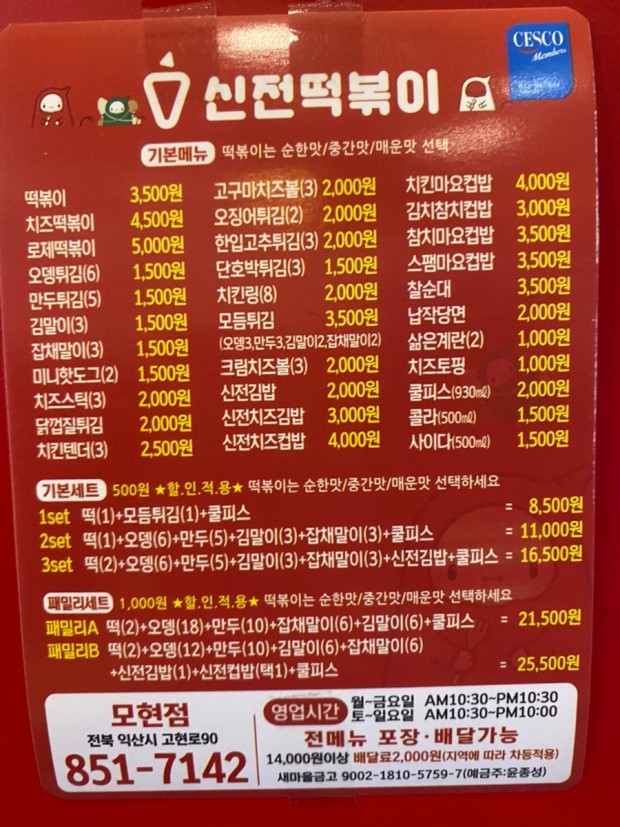 CESCO
Members
신전떡볶이
기본메뉴 떡볶이는 순한맛/중간맛/매운맛 선택
떡볶이 3,500원
치즈떡볶이 4,500원
로제떡볶이 5,000원
오뎅튀김(6) 1,500원
만두튀김(5) 1,500원
김말이(3) 1,500원
잡채말이(3) 1,500원
미니핫도그(2) 1,500원
치즈스틱(3) 2,000원
닭껍질튀김 2,000원
치킨텐더(3) 2,500원
고구마치즈볼(3) 2,000원
오징어튀김(2) 2,000원
한입고추튀김(3) 2,000원
단호박튀김(3) 1,500원
치킨링(8) 2,000원
모듬튀김 3,500원
(오뎅3,만두3,김말이2,잡채말이2)
크림치즈볼(3) 2,000원
신전김밥 2,000원
신전치즈김밥 3,000원
신전치즈컵밥 4,000원
치킨마요컵밥 4,000원
김치참치컵밥 3,000원
참치마요컵밥 3,500원
스팸마요컵밥 3,500원
찰순대 3,500원
납작당면 2,000원
삶은계란(2) 1,000원
치즈토핑 1,000원
쿨피스(930㎖) 2,000원
콜라(500㎖) 1,500원
사이다(500㎖) 1,500원
기본세트 500원 ★할.인.적.용★ 떡볶이는 순한맛/중간맛/매운맛 선택하세요
1set 떡(1)+모듬튀김(1)+쿨피스 = 8,500원
2set 떡(1)+오뎅(6)+만두(5)+김말이(3)+잡채말이(3)+쿨피스 = 11,000원
3set 떡(2)+오뎅(6)+만두(5)+김말이(3)+잡채말이(3)+신전김밥+쿨피스 = 16,500원
패밀리세트 1,000원 ★할.인.적.용★ 떡볶이는 순한맛/중간맛/매운맛 선택하세요
패밀리A 떡(2)+오뎅(18)+만두(10)+잡채말이(6)+김말이(6)+쿨피스 = 21,500원
패밀리B 떡(2)+오뎅(12)+만두(10)+김말이(6)+잡채말이(6)
+신전김밥(1)+신전컵밥(택1)+쿨피스 = 25,500원
모현점
전북 익산시 고현로90
851-7142
영업시간 월~금요일 AM10:30~PM10:30
토~일요일 AM10:30~PM10:00
전메뉴 포장·배달가능
14,000원이상 배달료2,000원(지역에 따라 차등적용)
새마을금고 9002-1810-5759-7(예금주:윤종성)